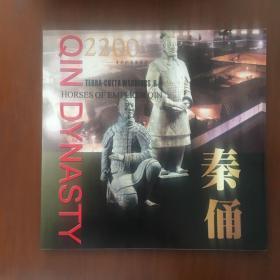 2200
TERRA-COTTA WARRIORS &
HORSES OF EMPEROR QIN
QIN DYNASTY
秦
俑